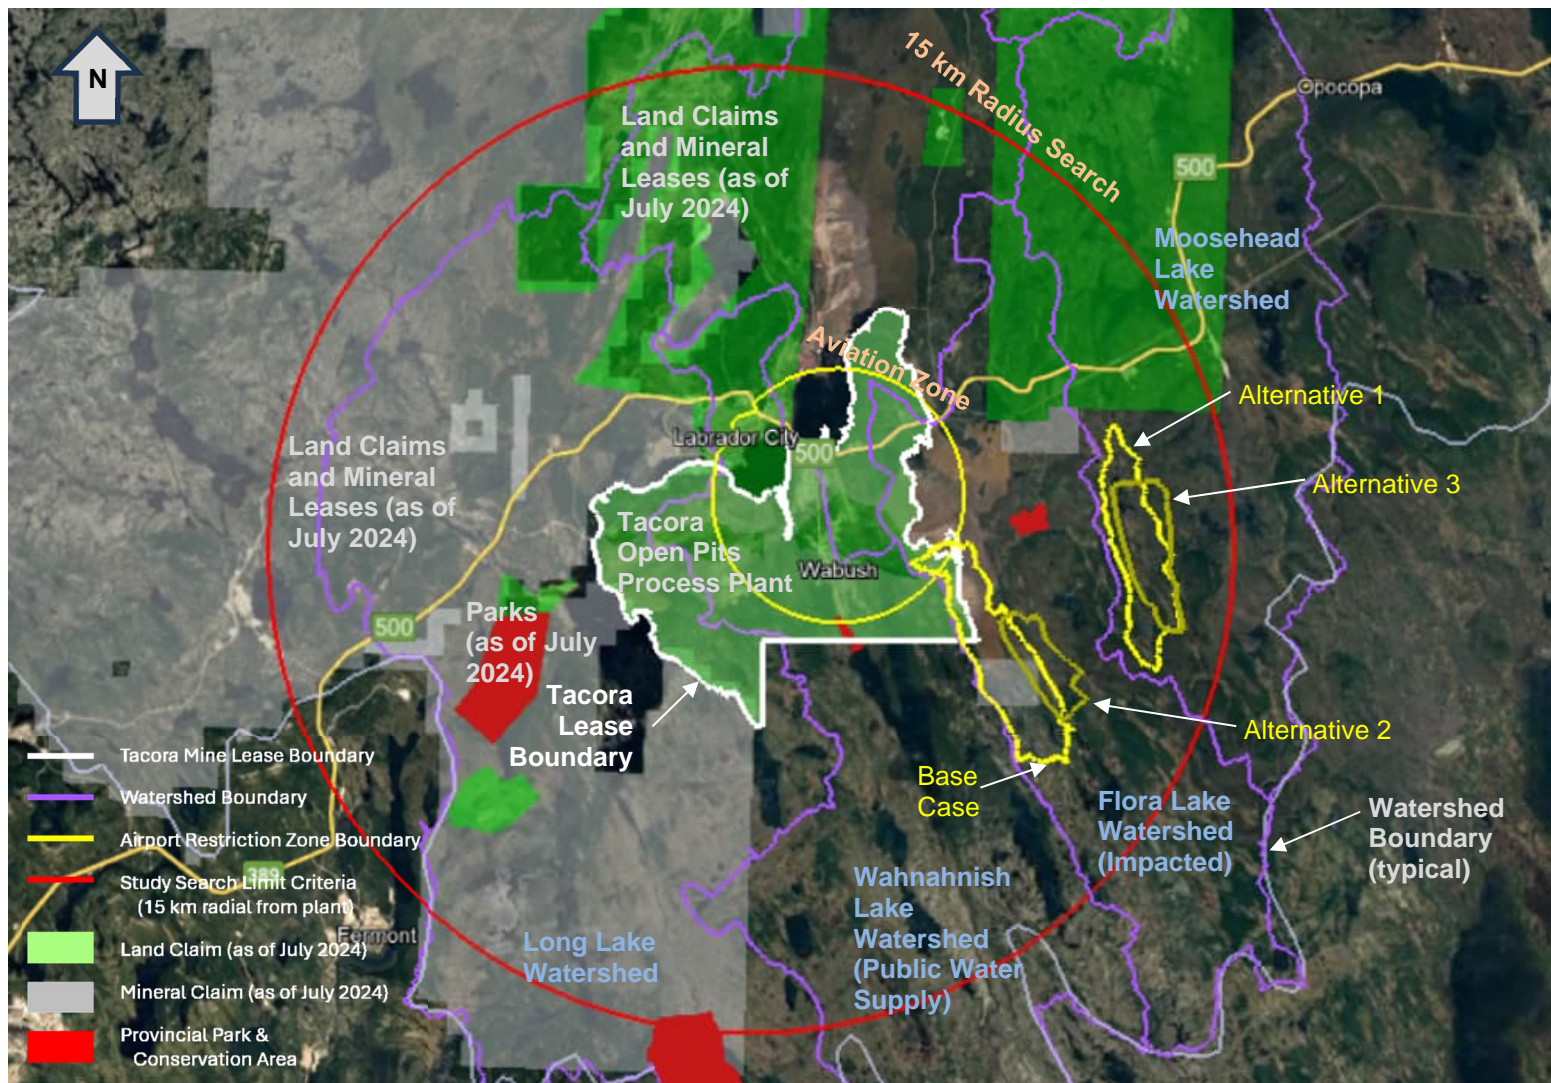 N
15 km Radius Search
Opocopa
Land Claims
and Mineral
Leases (as of
July 2024)
500
Moosehead
Lake
Watershed
Aviation Zone
Alternative 1
Labrador City
500
Land Claims
and Mineral
Leases (as of
July 2024)
Alternative 3
Tacora
Open Pits
Process Plant
Wabush
Parks
(as of July
2024)
500
Tacora
Lease
Boundary
Alternative 2
Base
Case
Flora Lake
Watershed
(Impacted)
Watershed
Boundary
(typical)
Wahnahnish
Lake
Watershed
(Public Water
Supply)
Long Lake
Watershed
389
Fermont
Tacora Mine Lease Boundary
Watershed Boundary
Airport Restriction Zone Boundary
Study Search Limit Criteria
(15 km radial from plant)
Land Claim (as of July 2024)
Mineral Claim (as of July 2024)
Provincial Park &
Conservation Area